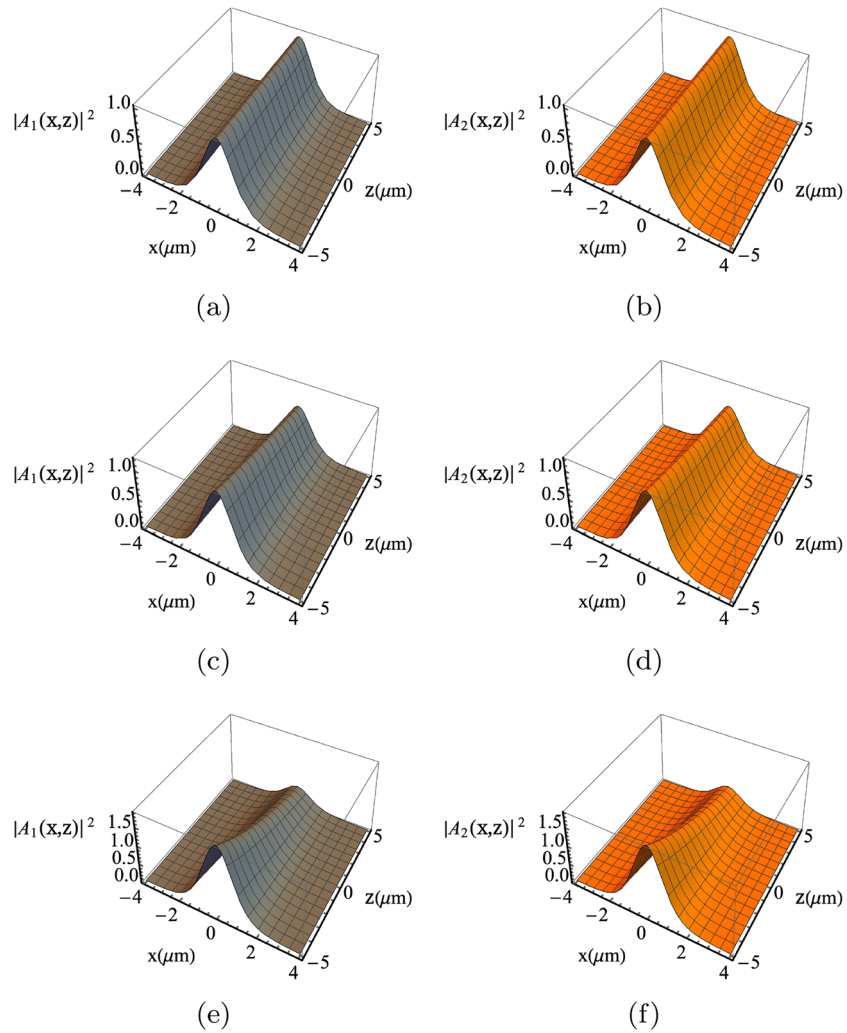 |A₁(x,z)|² 1.0 0.5 0.0 −4 −2 0 2 4 x(μm) −5 0 5 z(μm)
(a)
|A₂(x,z)|² 1.0 0.5 0.0 −4 −2 0 2 4 x(μm) −5 0 5 z(μm)
(b)
|A₁(x,z)|² 1.0 0.5 0.0 −4 −2 0 2 4 x(μm) −5 0 5 z(μm)
(c)
|A₂(x,z)|² 1.0 0.5 0.0 −4 −2 0 2 4 x(μm) −5 0 5 z(μm)
(d)
|A₁(x,z)|² 1.5 1.0 0.5 0.0 −4 −2 0 2 4 x(μm) −5 0 5 z(μm)
(e)
|A₂(x,z)|² 1.5 1.0 0.5 0.0 −4 −2 0 2 4 x(μm) −5 0 5 z(μm)
(f)